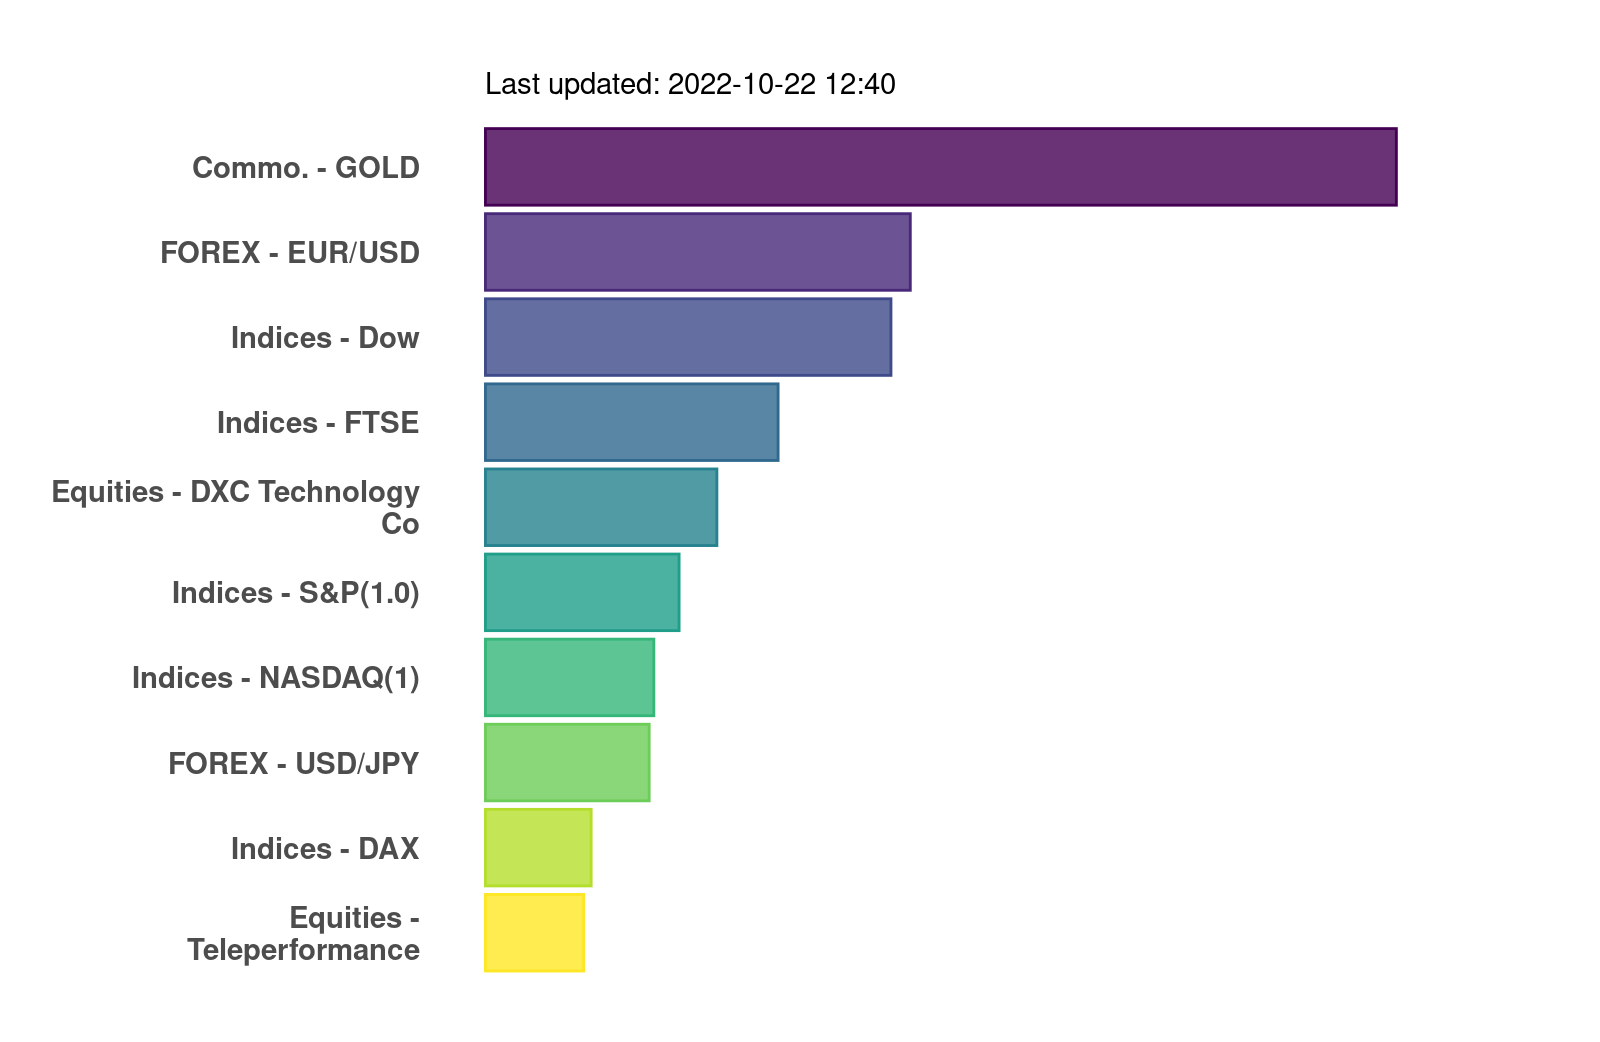 Last updated: 2022-10-22 12:40
Commo. - GOLD
FOREX - EUR/USD
Indices - Dow
Indices - FTSE
Equities - DXC Technology
Co
Indices - S&P(1.0)
Indices - NASDAQ(1)
FOREX - USD/JPY
Indices - DAX
Equities -
Teleperformance